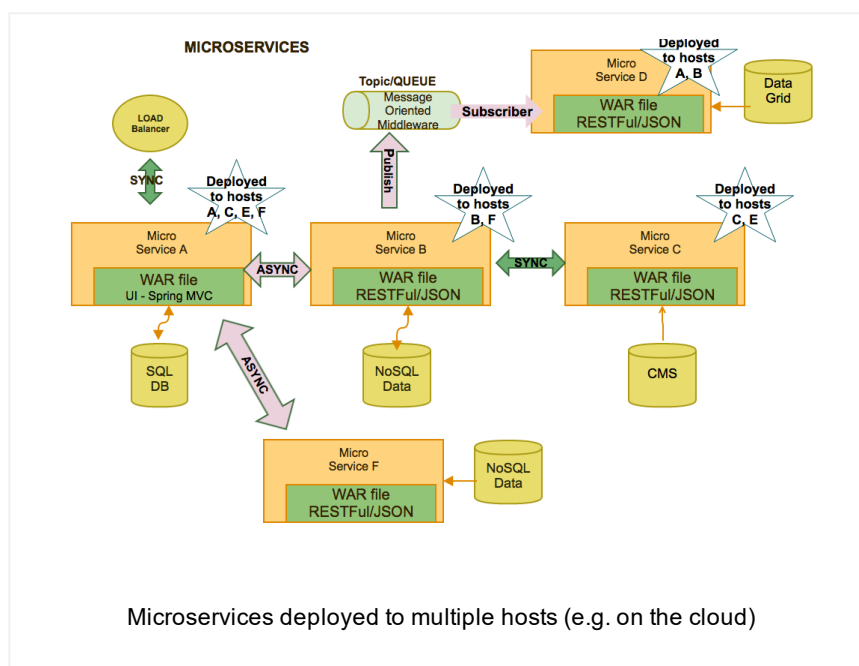 MICROSERVICES
Deployed
to hosts
A, B
Micro
Service D
WAR file
RESTFul/JSON
Data
Grid
Topic/QUEUE
Message
Oriented
Middleware
Subscriber
Publish
LOAD
Balancer
SYNC
Deployed
to hosts
A, C, E, F
Micro
Service A
WAR file
UI - Spring MVC
ASYNC
Deployed
to hosts
B, F
Micro
Service B
WAR file
RESTFul/JSON
SYNC
Deployed
to hosts
C, E
Micro
Service C
WAR file
RESTFul/JSON
SQL
DB
ASYNC
NoSQL
Data
CMS
Micro
Service F
WAR file
RESTFul/JSON
NoSQL
Data
Microservices deployed to multiple hosts (e.g. on the cloud)